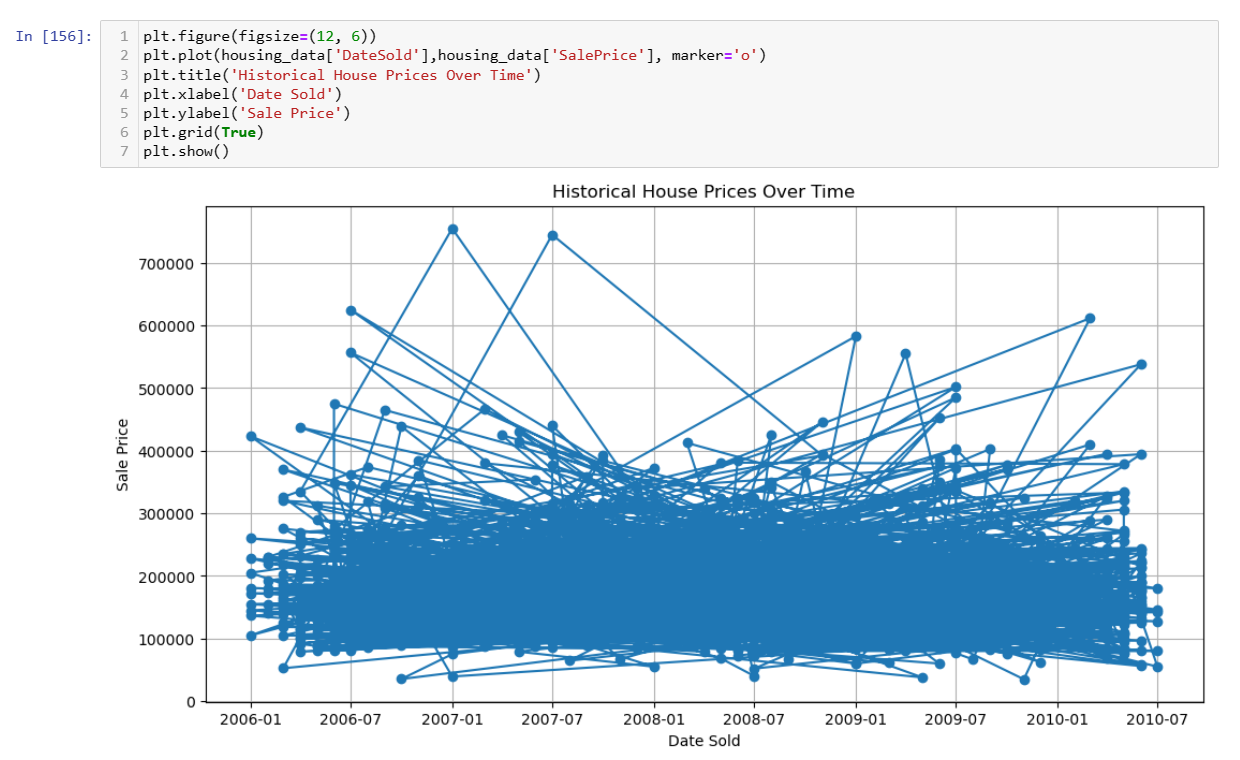 In [156]:
1 plt.figure(figsize=(12, 6))
2 plt.plot(housing_data['DateSold'],housing_data['SalePrice'], marker='o')
3 plt.title('Historical House Prices Over Time')
4 plt.xlabel('Date Sold')
5 plt.ylabel('Sale Price')
6 plt.grid(True)
7 plt.show()
Historical House Prices Over Time
Sale Price
700000
600000
500000
400000
300000
200000
100000
0
2006-01 2006-07 2007-01 2007-07 2008-01 2008-07 2009-01 2009-07 2010-01 2010-07
Date Sold